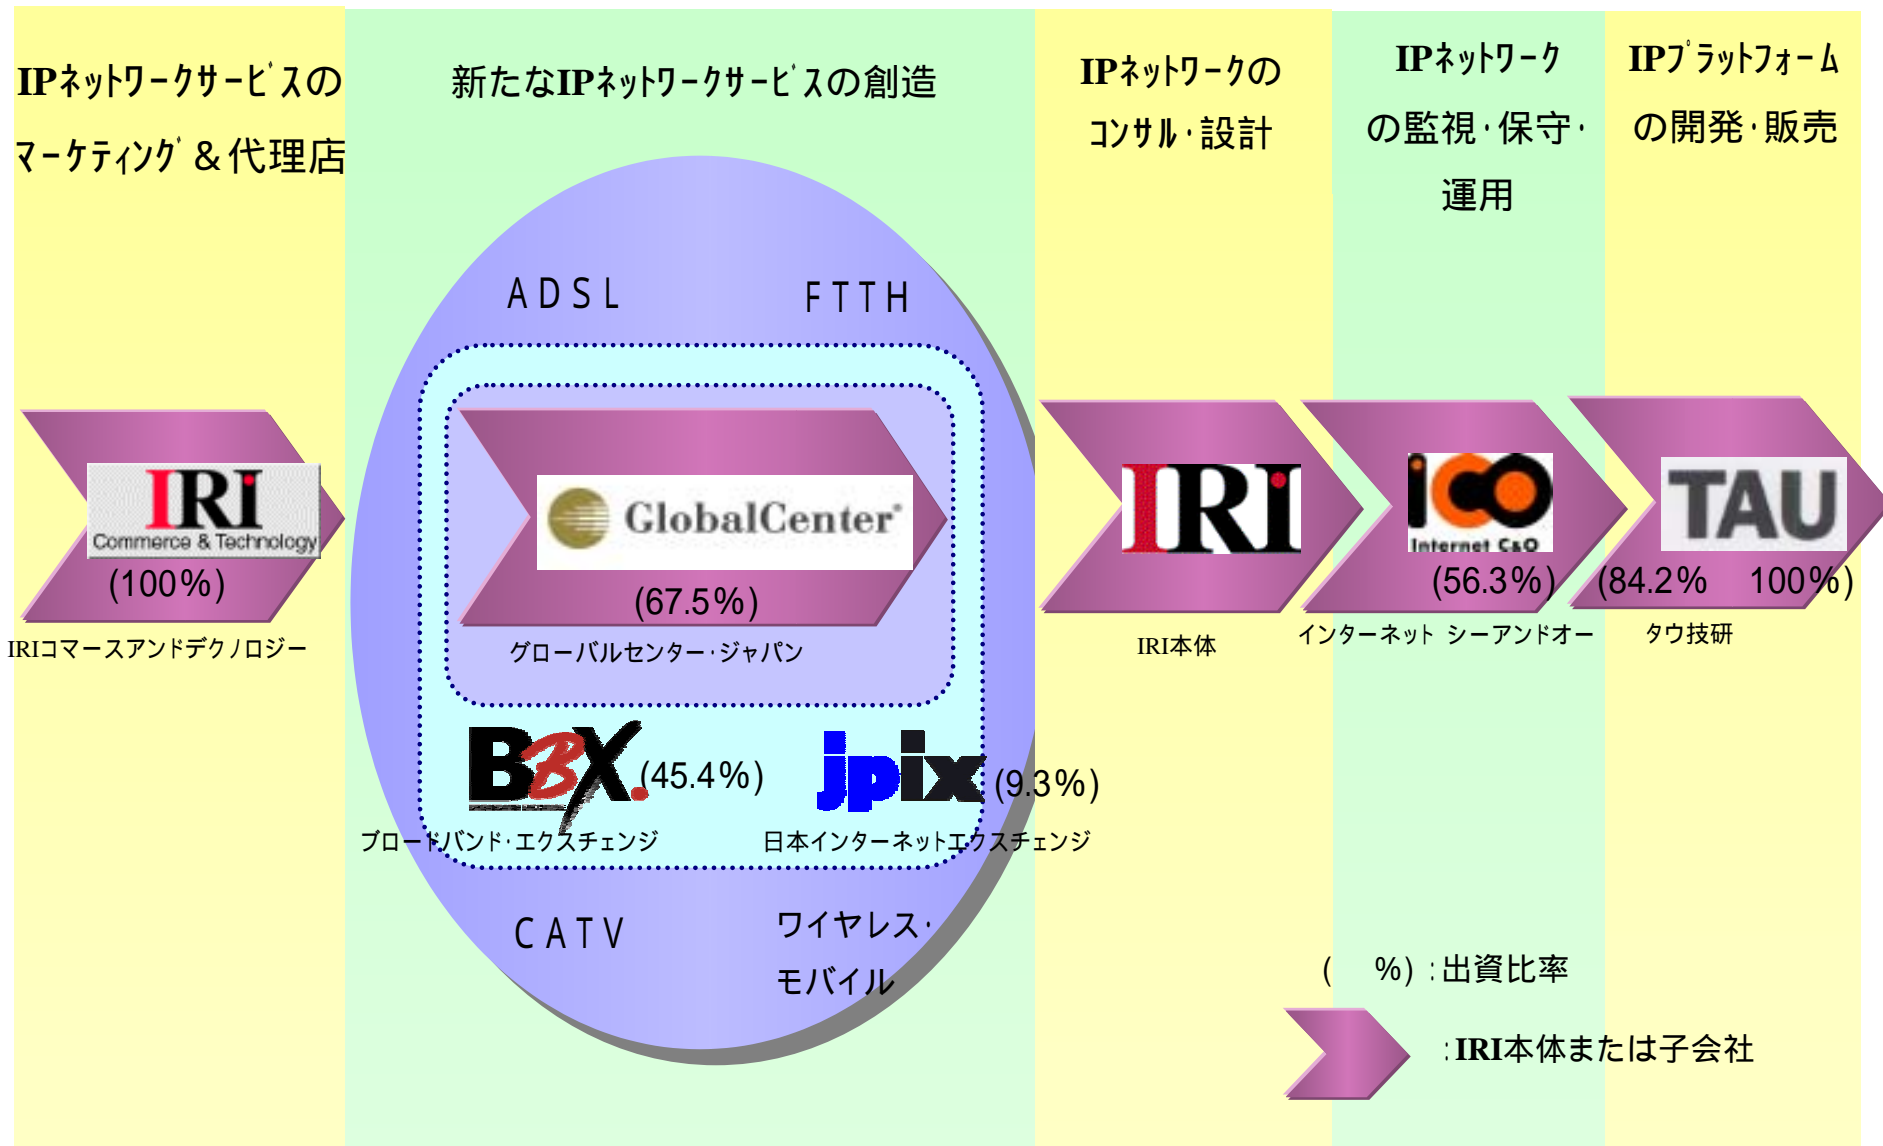 IPネットワークサービスの
マーケティング&代理店
新たなIPネットワークサービスの創造
IPネットワークの
コンサル・設計
IPネットワーク
の監視・保守・
運用
IPプラットフォーム
の開発・販売
ADSL
FTTH
IRI
Commerce & Technology
(100%)
IRIコマースアンドテクノロジー
GlobalCenter
(67.5%)
グローバルセンター・ジャパン
IRI
IRI本体
ICO
Internet C&O
(56.3%)
インターネット シーアンドオー
TAU
(84.2% 100%)
タウ技研
BBX.
(45.4%)
ブロードバンド・エクスチェンジ
jpix
(9.3%)
日本インターネットエクスチェンジ
CATV
ワイヤレス・
モバイル
( %) :出資比率
:IRI本体または子会社